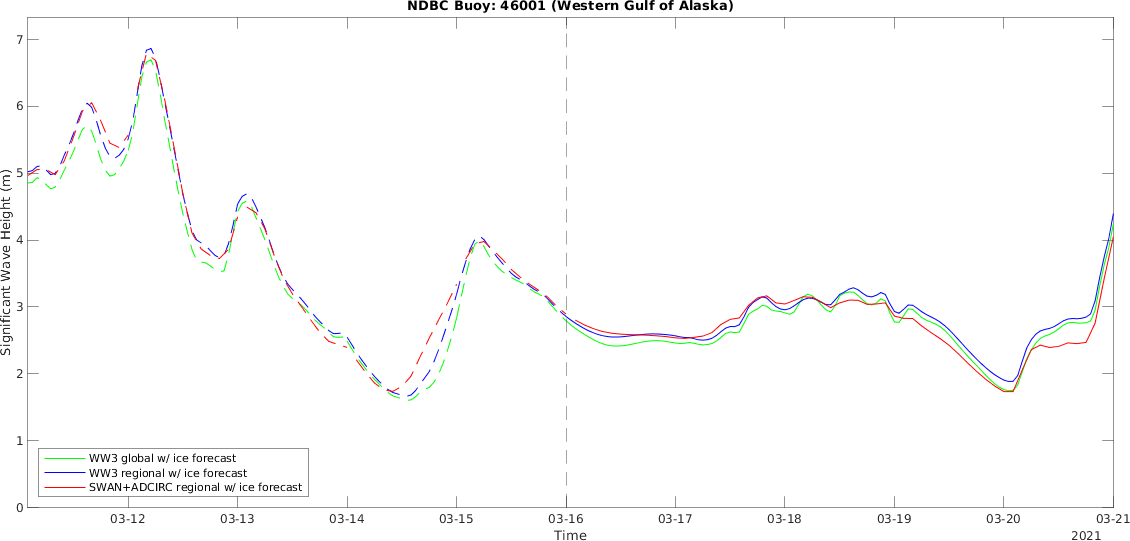 NDBC Buoy: 46001 (Western Gulf of Alaska)
Significant Wave Height (m)
7
6
5
4
3
2
1
0
WW3 global w/ ice forecast
WW3 regional w/ ice forecast
SWAN+ADCIRC regional w/ ice forecast
03-12 03-13 03-14 03-15 03-16 03-17 03-18 03-19 03-20 03-21
Time
2021